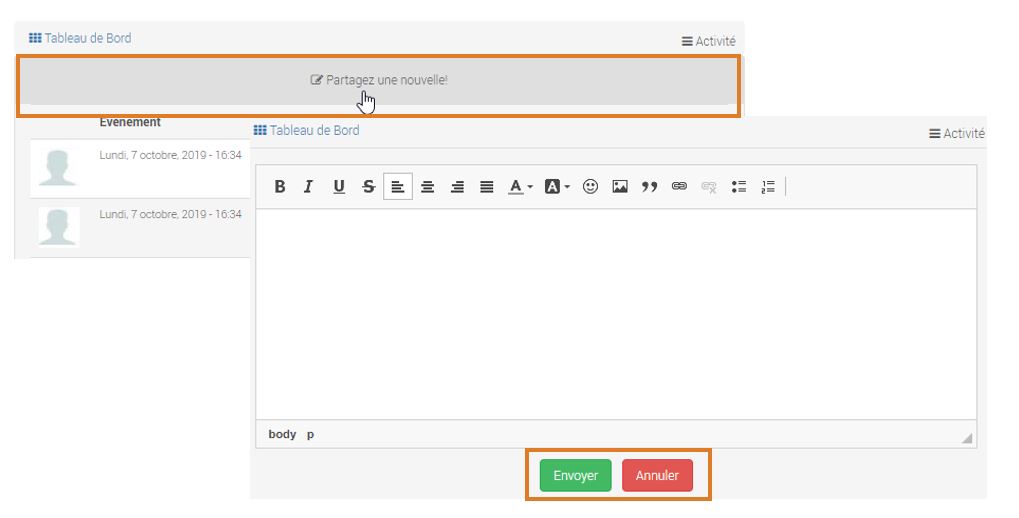 Tableau de Bord
Activité
Partagez une nouvelle!
Evenement
Lundi, 7 octobre, 2019 - 16:34
Lundi, 7 octobre, 2019 - 16:34
Tableau de Bord
Activité
B I U S A A
body p
Envoyer Annuler